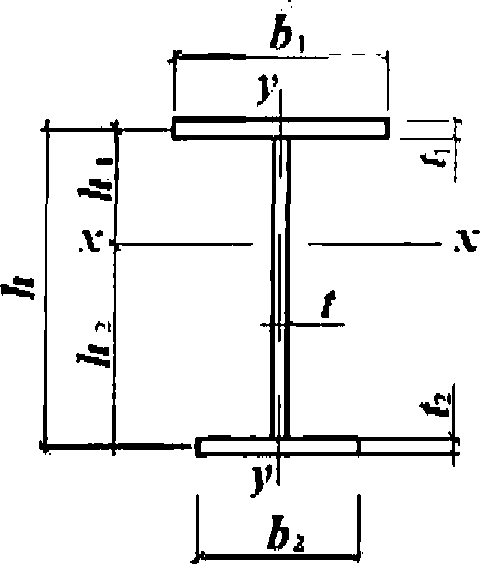 b₁
y
t₁
h₁
x x
h
t
h₂
t₂
y
b₂